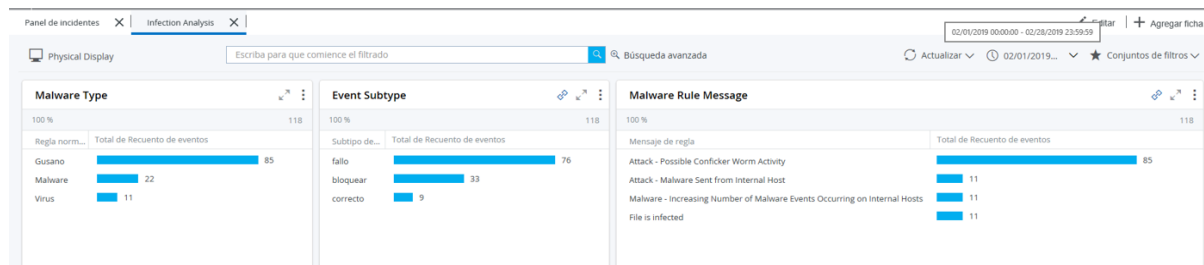 Panel de incidentes X Infection Analysis X
Editar + Agregar ficha
02/01/2019 00:00:00 - 02/28/2019 23:59:59
Physical Display
Escriba para que comience el filtrado
Búsqueda avanzada
Actualizar
02/01/2019...
Conjuntos de filtros
Malware Type
100 % 118
Regla norm... Total de Recuento de eventos
Gusano 85
Malware 22
Virus 11
Event Subtype
100 % 118
Subtipo de... Total de Recuento de eventos
fallo 76
bloquear 33
correcto 9
Malware Rule Message
100 % 118
Mensaje de regla Total de Recuento de eventos
Attack - Possible Conficker Worm Activity 85
Attack - Malware Sent from Internal Host 11
Malware - Increasing Number of Malware Events Occurring on Internal Hosts 11
File is infected 11